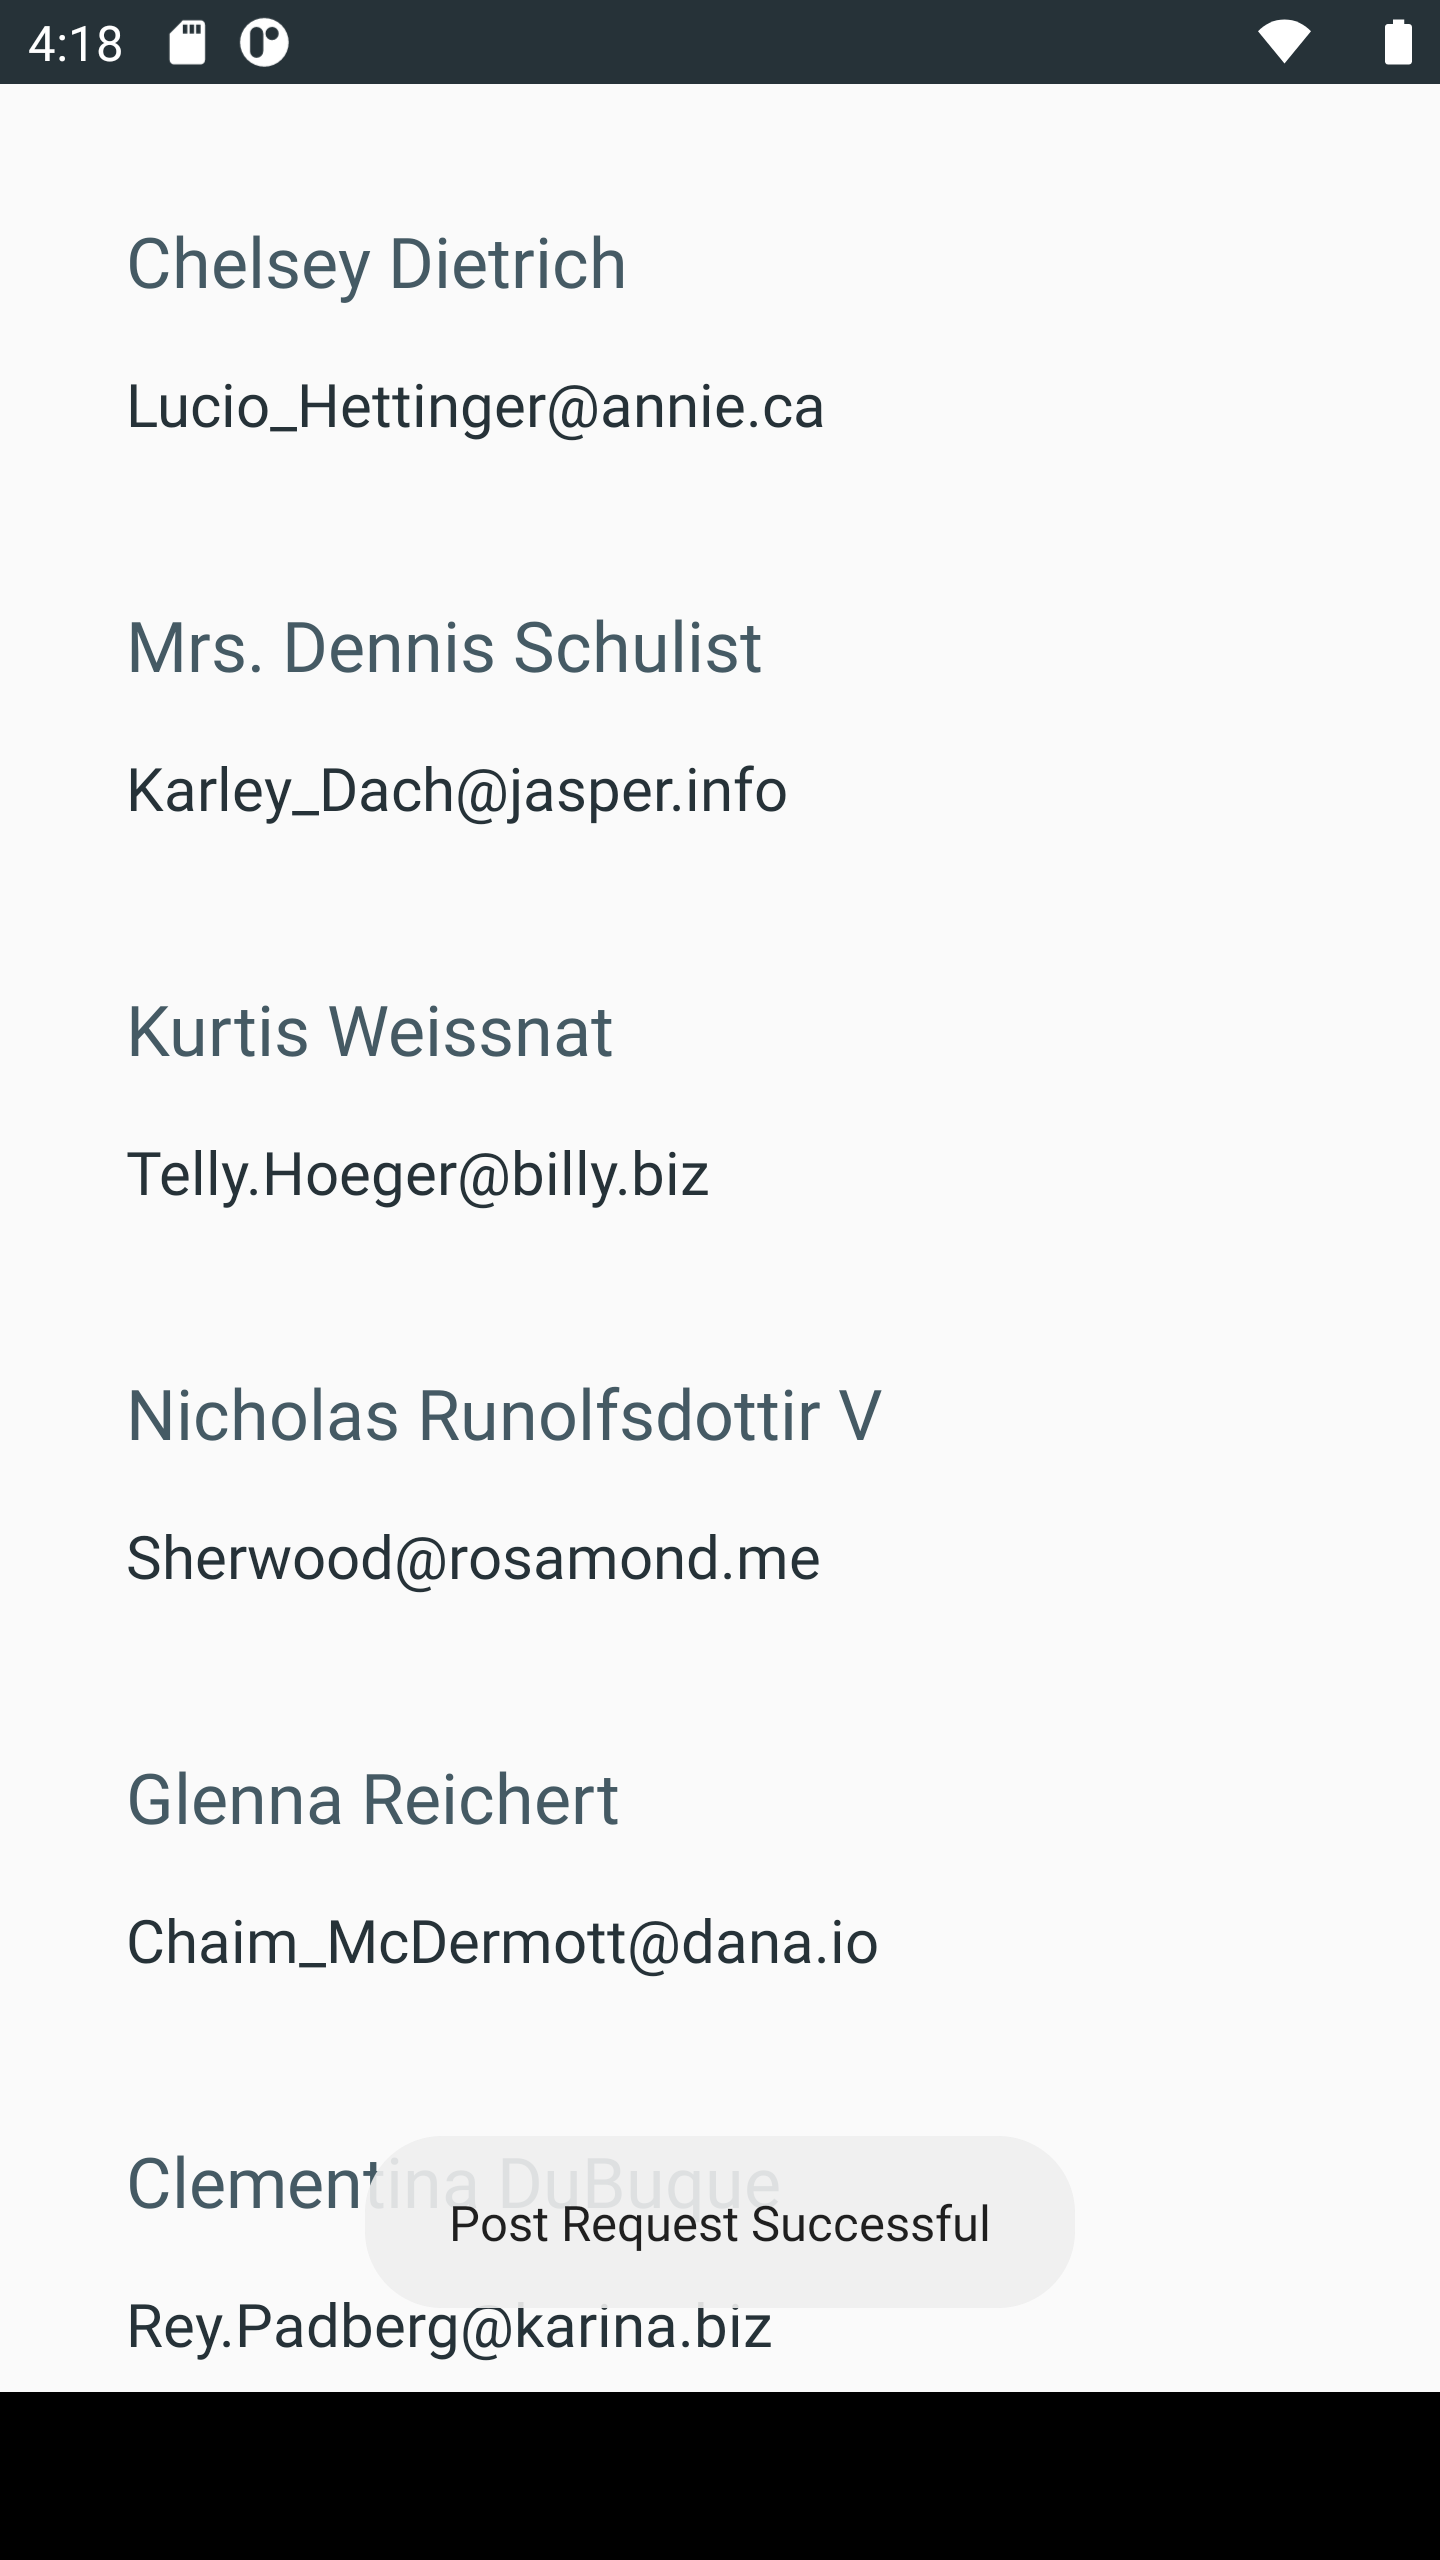 4:18
Chelsey Dietrich
Lucio_Hettinger@annie.ca
Mrs. Dennis Schulist
Karley_Dach@jasper.info
Kurtis Weissnat
Telly.Hoeger@billy.biz
Nicholas Runolfsdottir V
Sherwood@rosamond.me
Glenna Reichert
Chaim_McDermott@dana.io
Clementina DuBuque
Post Request Successful
Rey.Padberg@karina.biz